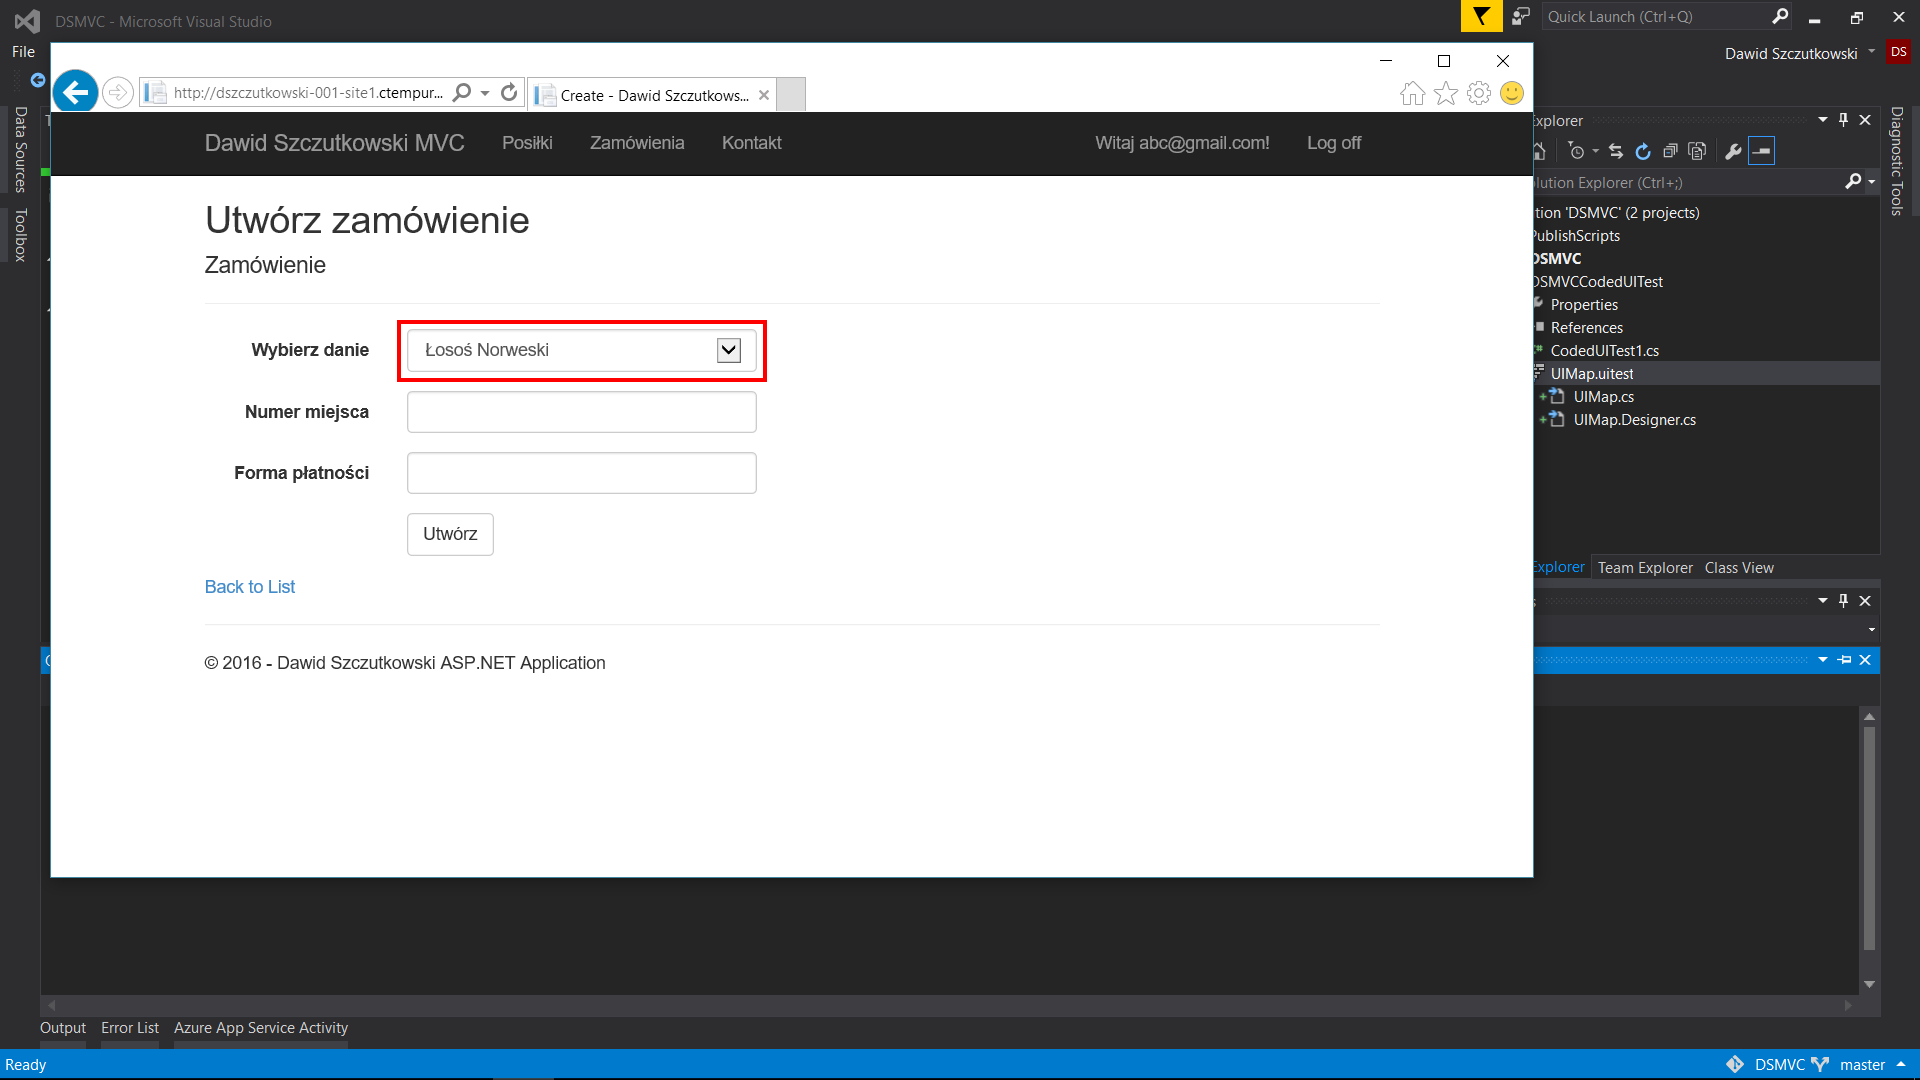 DSMVC - Microsoft Visual Studio
Quick Launch (Ctrl+Q)
File
Dawid Szczutkowski
DS
http://dszczutkowski-001-site1.ctempur...
Create - Dawid Szczutkows...
Data Sources
Toolbox
Dawid Szczutkowski MVC
Posiłki
Zamówienia
Kontakt
Witaj abc@gmail.com!
Log off
Utwórz zamówienie
Zamówienie
Wybierz danie
Łosoś Norweski
Numer miejsca
Forma płatności
Utwórz
Back to List
© 2016 - Dawid Szczutkowski ASP.NET Application
Explorer
lution Explorer (Ctrl+;)
tion 'DSMVC' (2 projects)
PublishScripts
DSMVC
DSMVCCodedUITest
Properties
References
CodedUITest1.cs
UIMap.uitest
UIMap.cs
UIMap.Designer.cs
Explorer
Team Explorer
Class View
Diagnostic Tools
Output
Error List
Azure App Service Activity
Ready
DSMVC
master